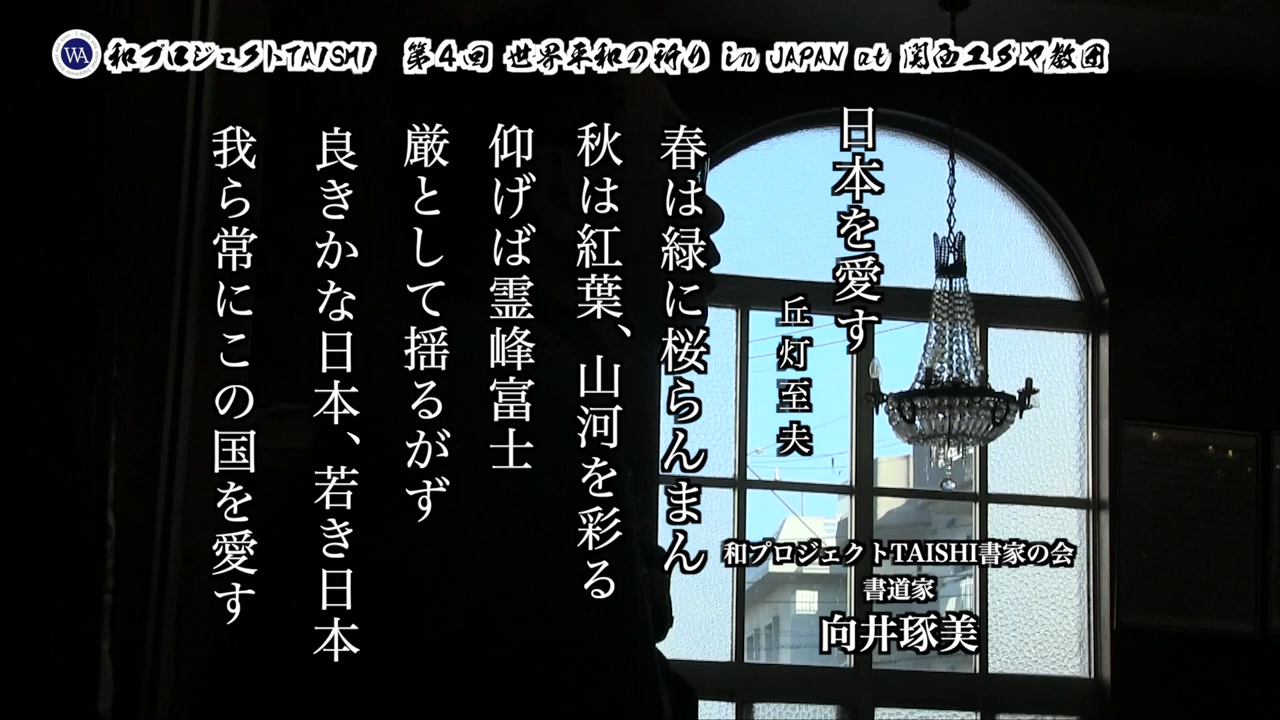 WA
和プロジェクトTAISHI 第4回 世界平和の祈り in JAPAN at 関西ユダヤ教団
日本を愛す
丘灯至夫
春は緑に桜らんまん
秋は紅葉、山河を彩る
仰げば霊峰富士
厳として揺るがず
良きかな日本、若き日本
我ら常にこの国を愛す
和プロジェクトTAISHI書家の会
書道家
向井琢美